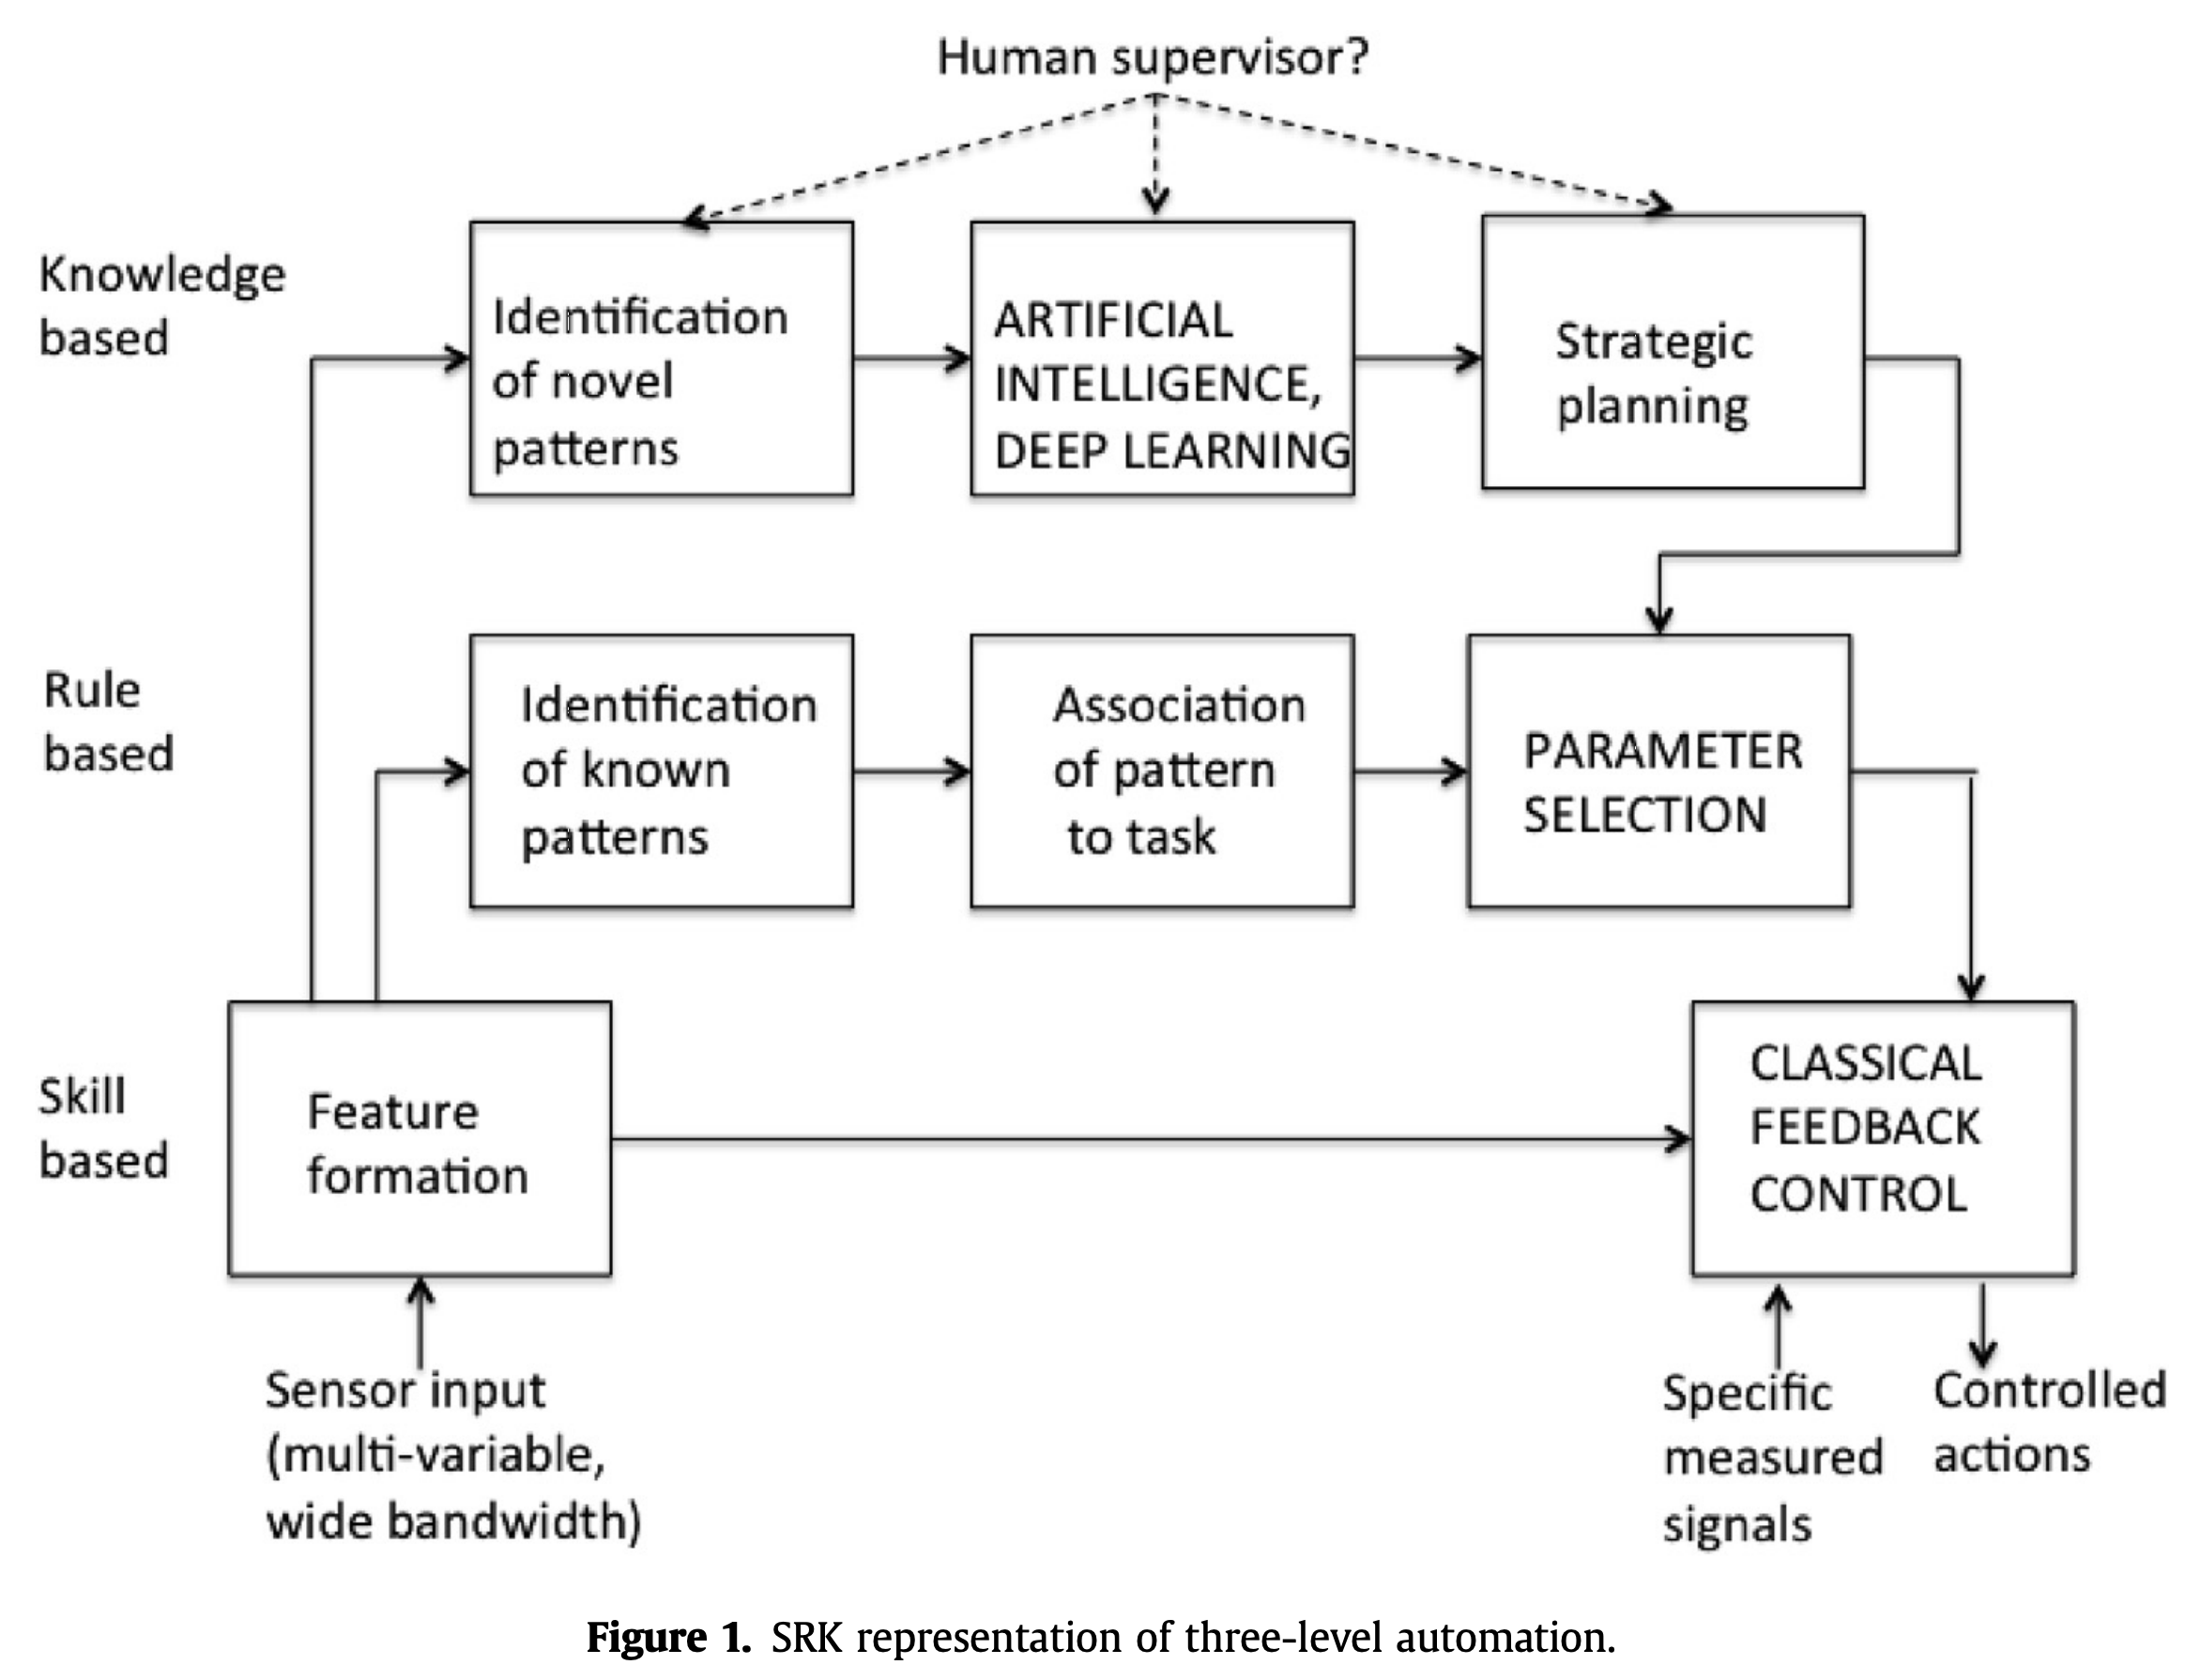 Human supervisor?
Knowledge
based
Identification
of novel
patterns
ARTIFICIAL
INTELLIGENCE,
DEEP LEARNING
Strategic
planning
Rule
based
Identification
of known
patterns
Association
of pattern
to task
PARAMETER
SELECTION
Skill
based
Feature
formation
CLASSICAL
FEEDBACK
CONTROL
Sensor input
(multi-variable,
wide bandwidth)
Specific
measured
signals
Controlled
actions
Figure 1. SRK representation of three-level automation.